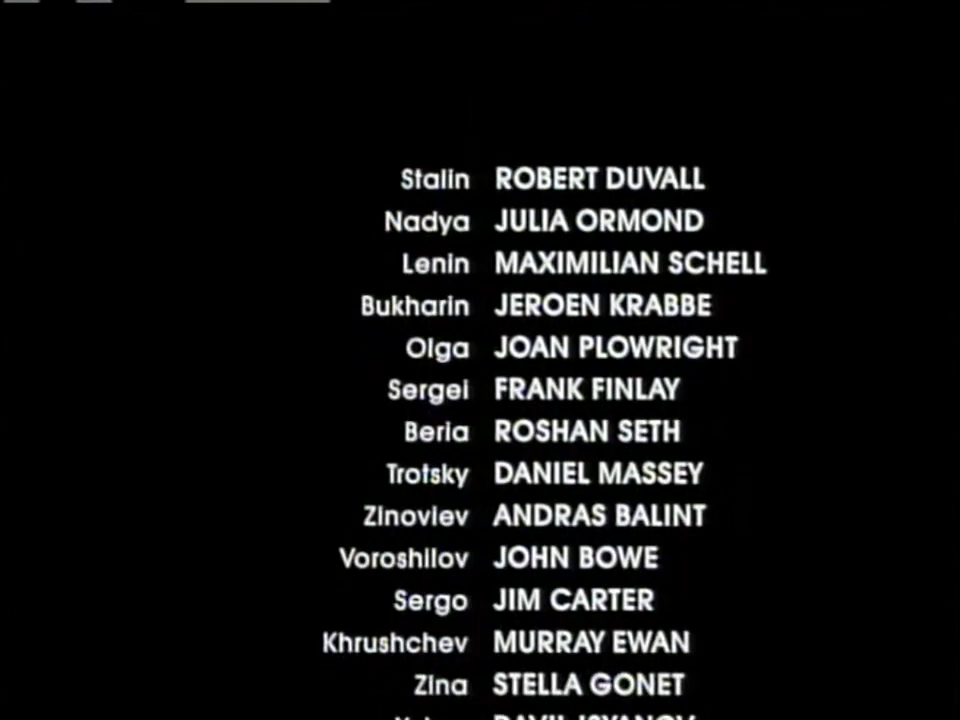 Stalin ROBERT DUVALL
Nadya JULIA ORMOND
Lenin MAXIMILIAN SCHELL
Bukharin JEROEN KRABBE
Olga JOAN PLOWRIGHT
Sergei FRANK FINLAY
Beria ROSHAN SETH
Trotsky DANIEL MASSEY
Zinoviev ANDRAS BALINT
Voroshilov JOHN BOWE
Sergo JIM CARTER
Khrushchev MURRAY EWAN
Zina STELLA GONET